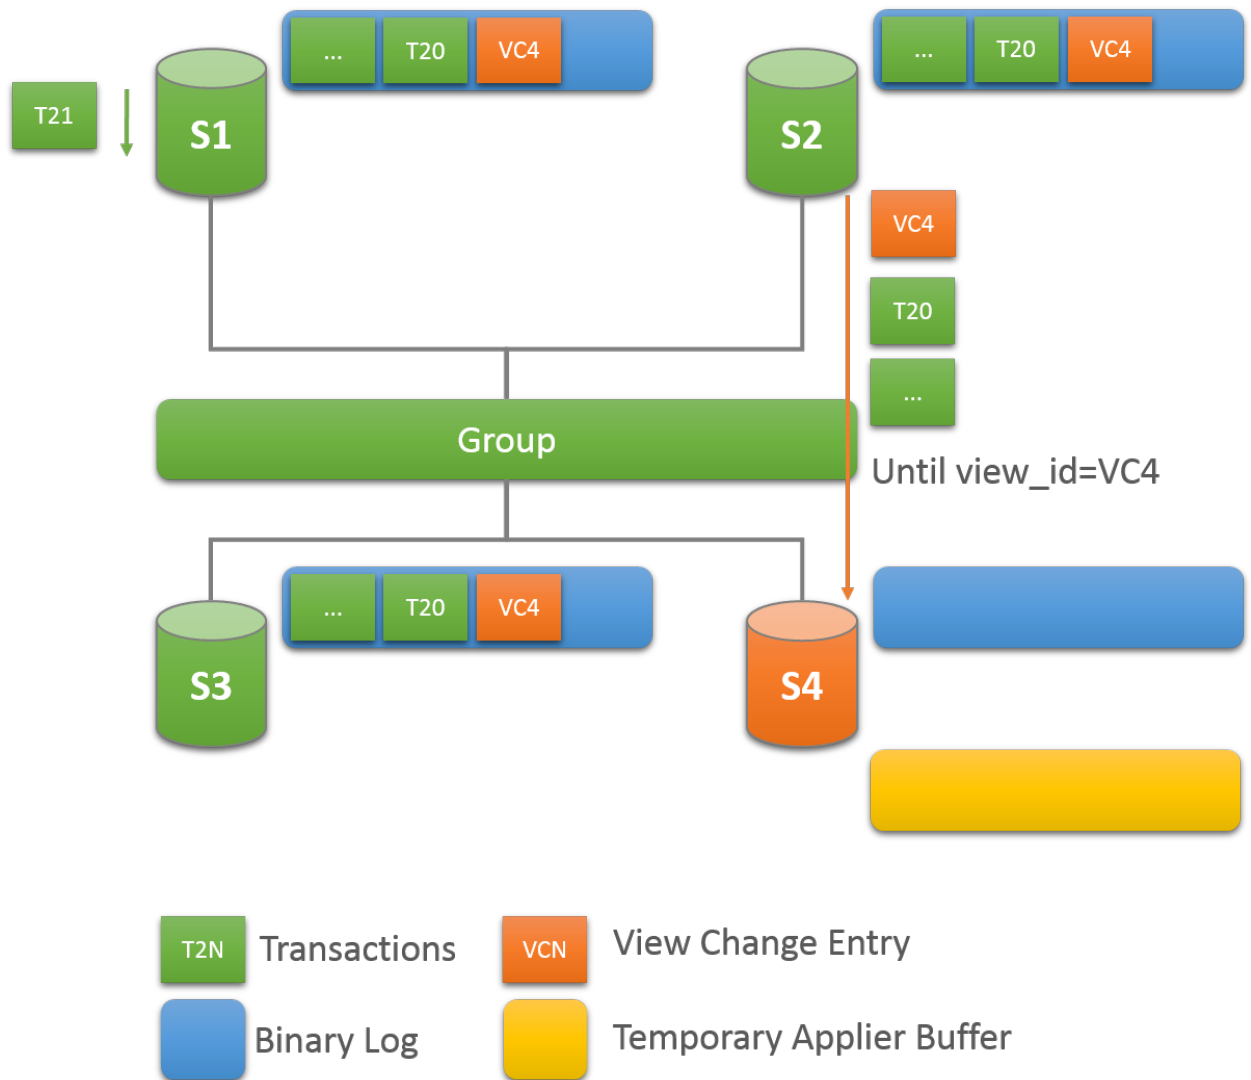 ... T20 VC4
... T20 VC4
T21
S1
S2
VC4
T20
...
Group
Until view_id=VC4
... T20 VC4
S3
S4
T2N Transactions
VCN View Change Entry
Binary Log
Temporary Applier Buffer